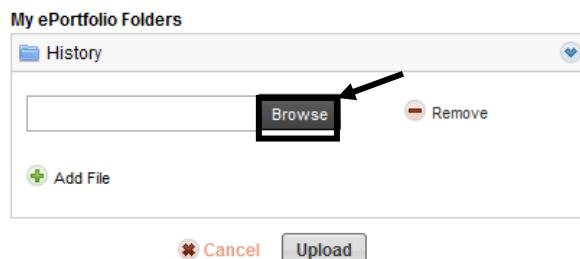 My ePortfolio Folders
History
Browse
Remove
Add File
Cancel Upload